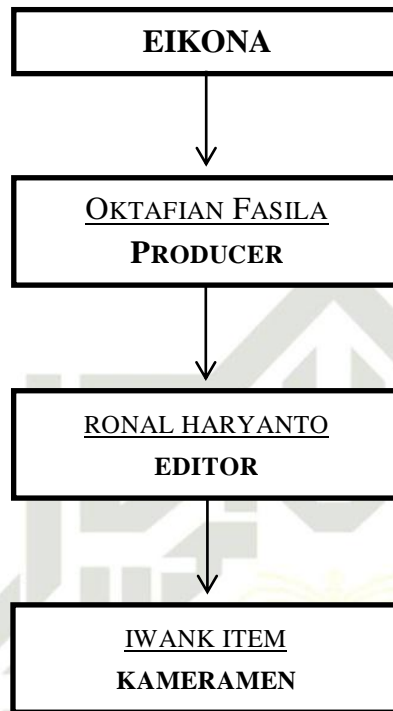 EIKONA
OKTAFIAN FASILA
PRODUCER
RONAL HARYANTO
EDITOR
IWANK ITEM
KAMERAMEN